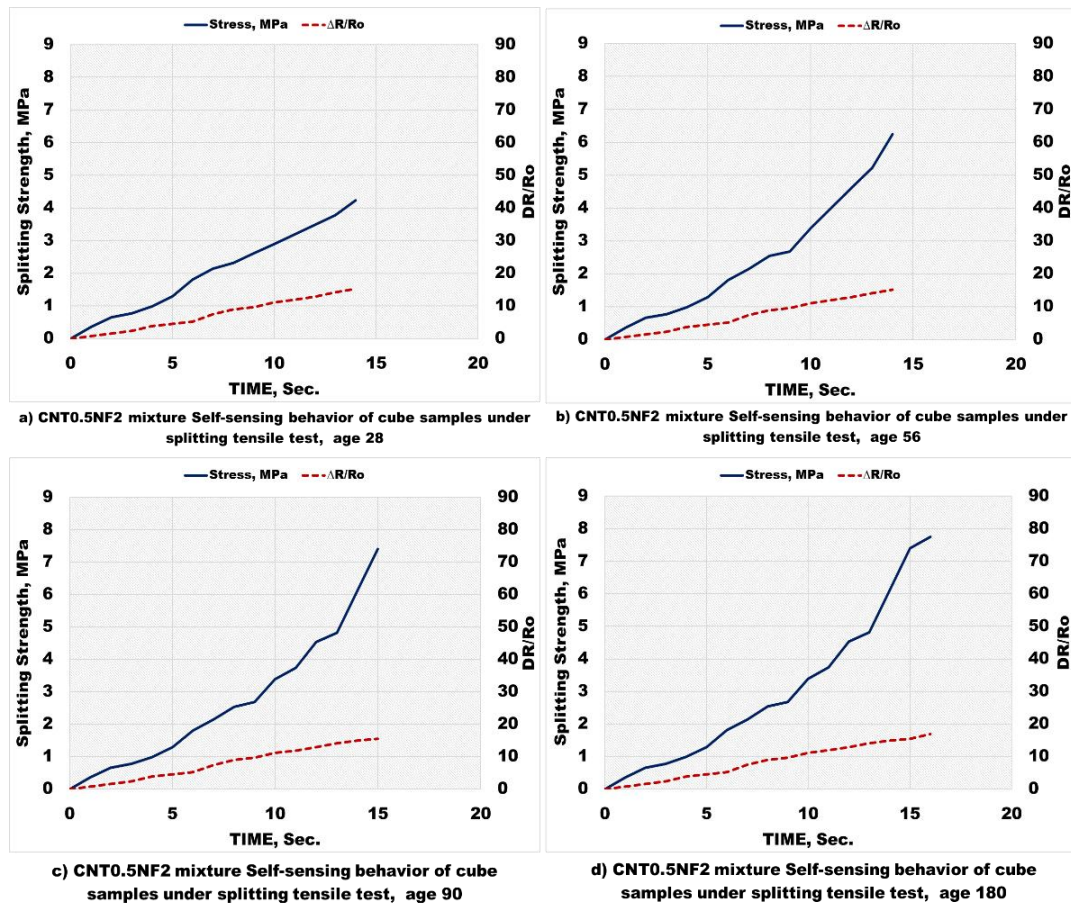 Stress, MPa ΔR/Ro
Splitting Strength, MPa
9
8
7
6
5
4
3
2
1
0
90
80
70
60
50
40
30
20
10
0
DR/Ro
0 5 10 15 20
TIME, Sec.
a) CNT0.5NF2 mixture Self-sensing behavior of cube samples under
splitting tensile test, age 28
Stress, MPa ΔR/Ro
Splitting Strength, MPa
9
8
7
6
5
4
3
2
1
0
90
80
70
60
50
40
30
20
10
0
DR/Ro
0 5 10 15 20
TIME, Sec.
b) CNT0.5NF2 mixture Self-sensing behavior of cube samples under
splitting tensile test, age 56
Stress, MPa ΔR/Ro
Splitting Strength, MPa
9
8
7
6
5
4
3
2
1
0
90
80
70
60
50
40
30
20
10
0
DR/Ro
0 5 10 15 20
TIME, Sec.
c) CNT0.5NF2 mixture Self-sensing behavior of cube
samples under splitting tensile test, age 90
Stress, MPa ΔR/Ro
Splitting Strength, MPa
9
8
7
6
5
4
3
2
1
0
90
80
70
60
50
40
30
20
10
0
DR/Ro
0 5 10 15 20
TIME, Sec.
d) CNT0.5NF2 mixture Self-sensing behavior of cube
samples under splitting tensile test, age 180